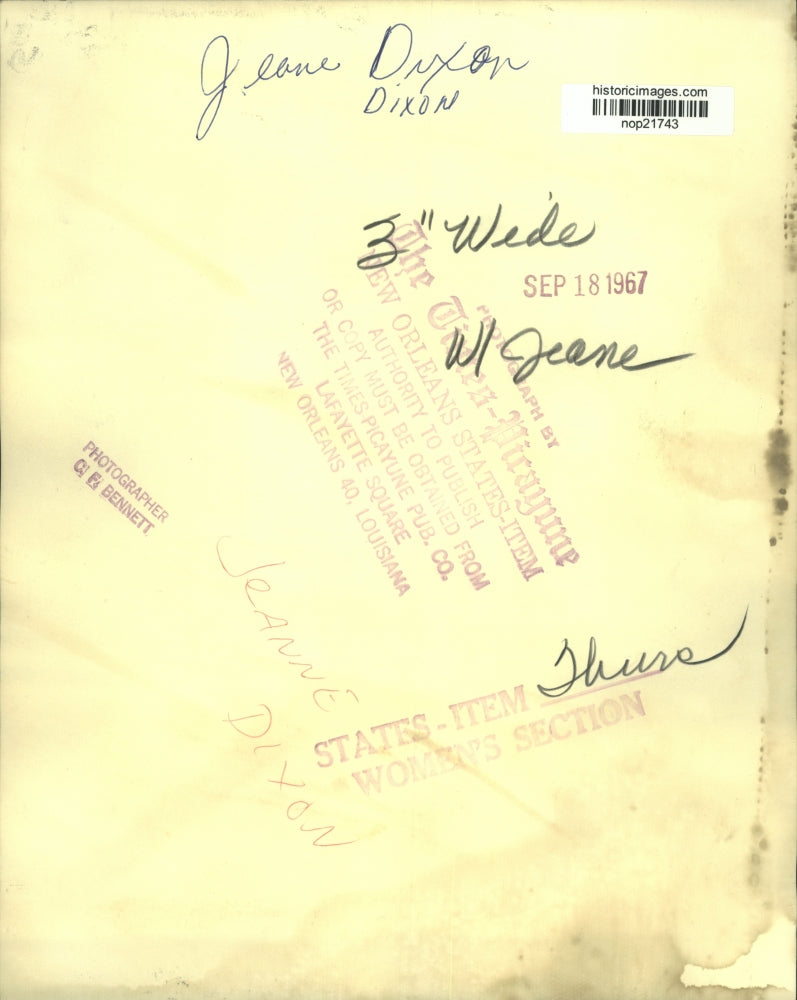 Jeane Dixon
Dixon
historicimages.com
nop21743
3" Wide
SEP 18 1967
W/ Jeane
PHOTOGRAPH BY
The Times-Picayune
NEW ORLEANS STATES-ITEM
AUTHORITY TO PUBLISH
OR COPY MUST BE OBTAINED FROM
THE TIMES-PICAYUNE PUB. CO.
LAFAYETTE SQUARE
NEW ORLEANS 40, LOUISIANA
PHOTOGRAPHER
BENNETT
JEANNE
DIXON
Thurs
STATES-ITEM
WOMEN'S SECTION